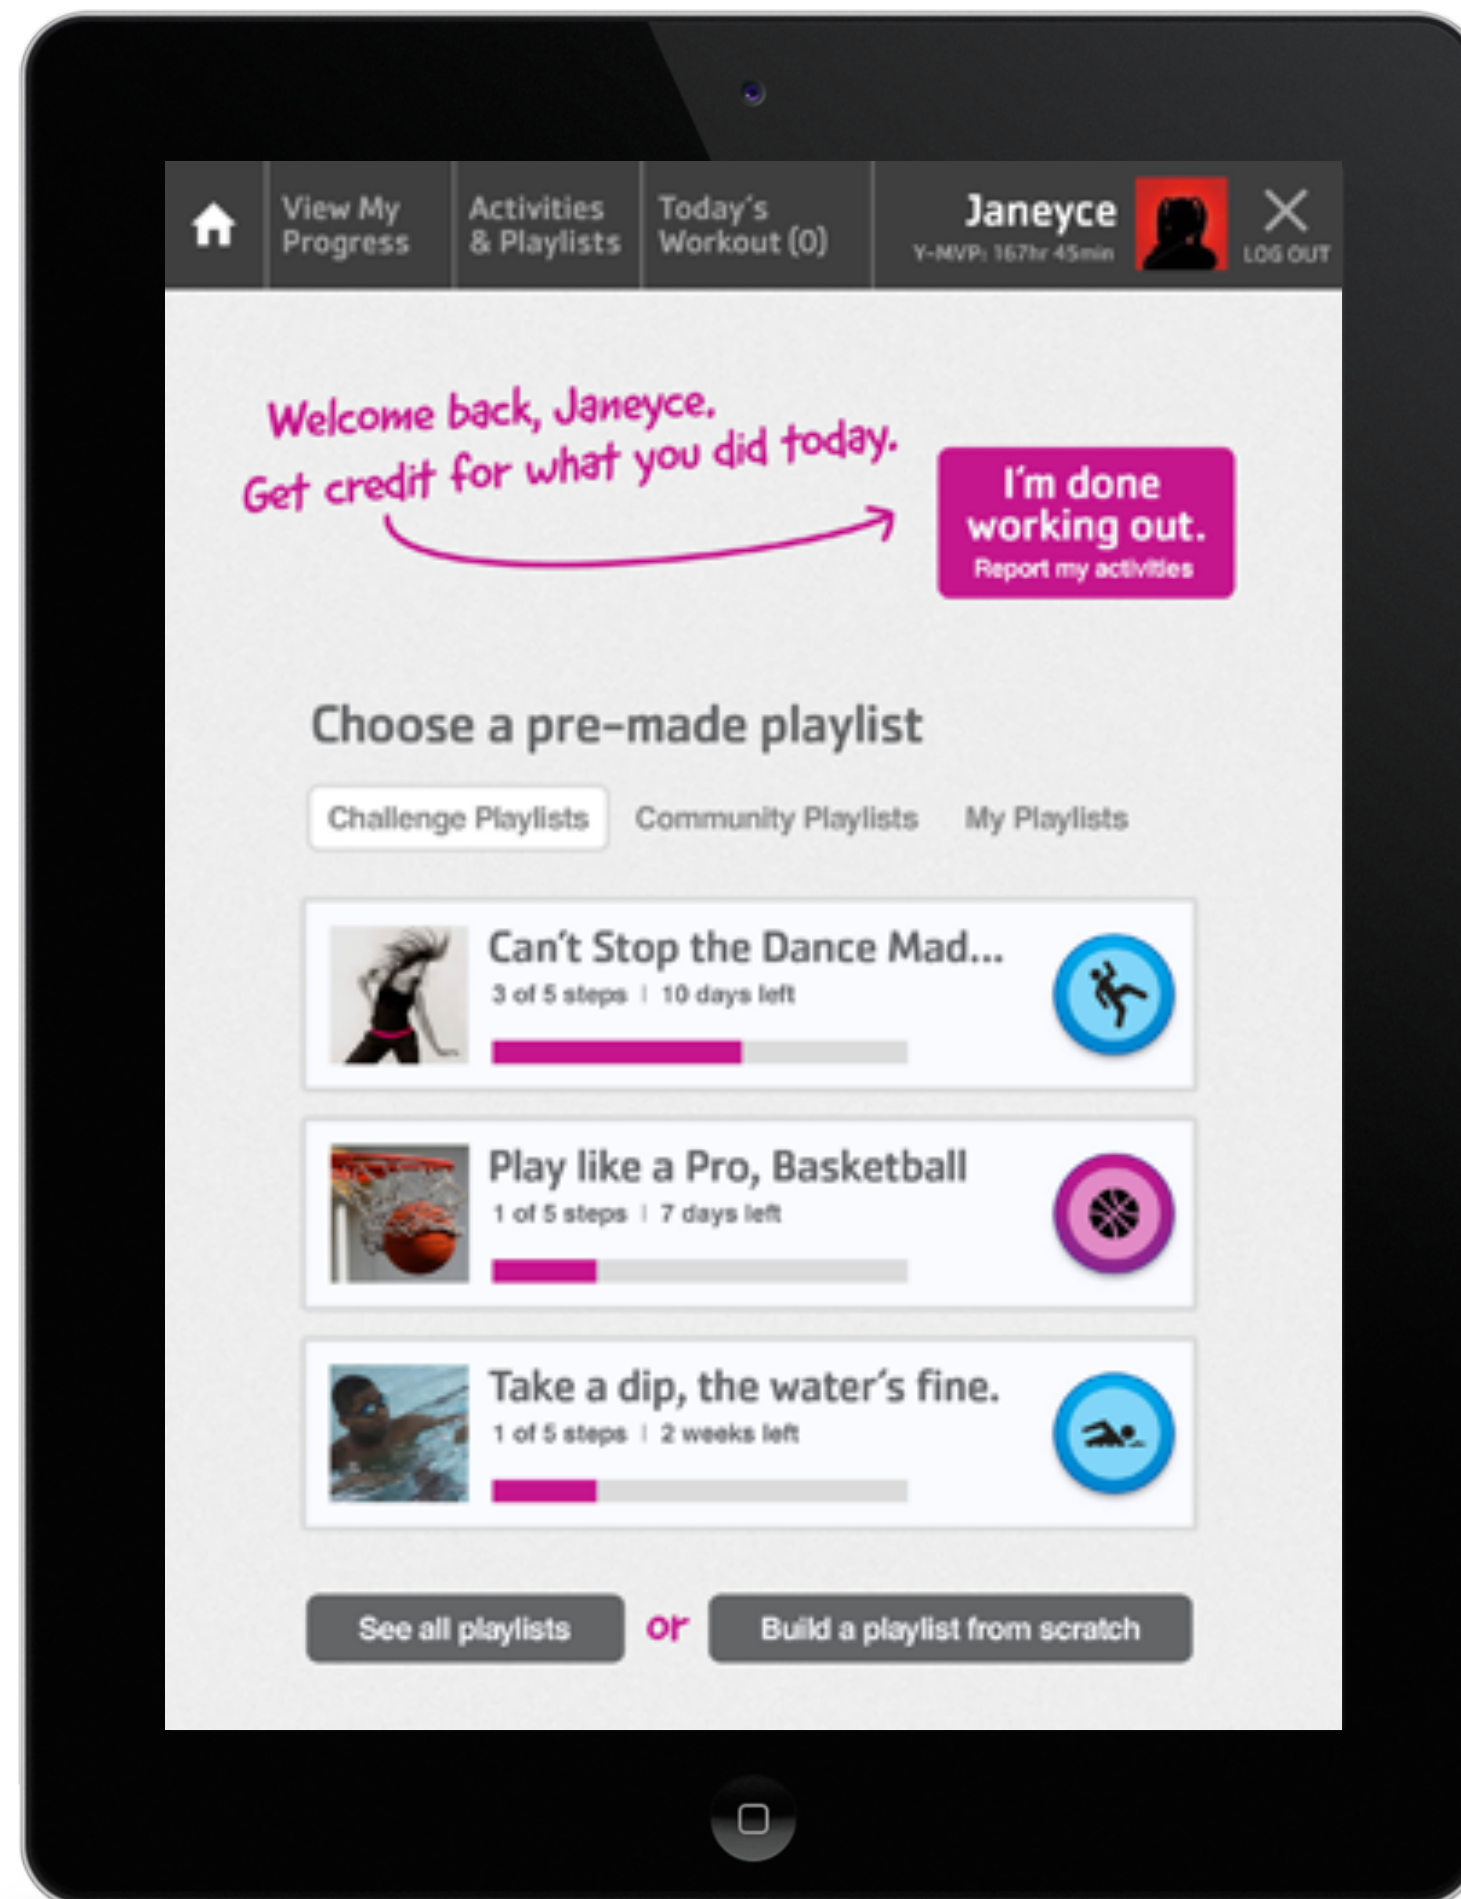 View My
Progress
Activities
& Playlists
Today's
Workout (0)
Janeyce
Y-MVP: 167hr 45min
LOG OUT
Welcome back, Janeyce.
Get credit for what you did today.
I'm done
working out.
Report my activities
Choose a pre-made playlist
Challenge Playlists
Community Playlists
My Playlists
Can't Stop the Dance Mad...
3 of 5 steps | 10 days left
Play like a Pro, Basketball
1 of 5 steps | 7 days left
Take a dip, the water's fine.
1 of 5 steps | 2 weeks left
See all playlists or Build a playlist from scratch